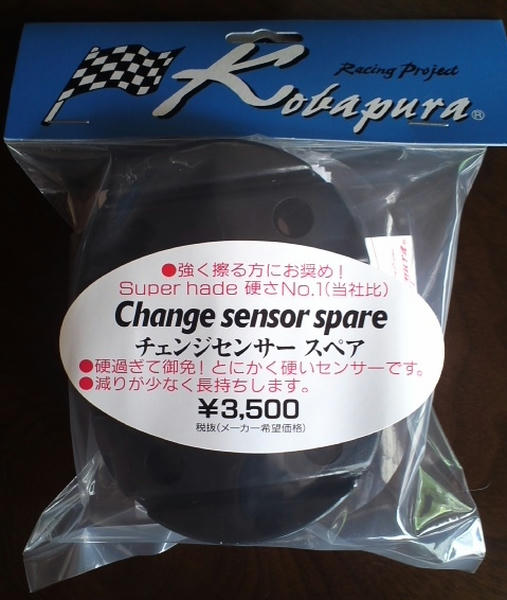 Racing Project
Kobapura®
●強く擦る方にお奨め！
Super hade 硬さNo.1(当社比)
Change sensor spare
チェンジセンサー スペア
●硬過ぎて御免！とにかく硬いセンサーです。
●減りが少なく長持ちします。
¥3,500
税抜(メーカー希望価格)